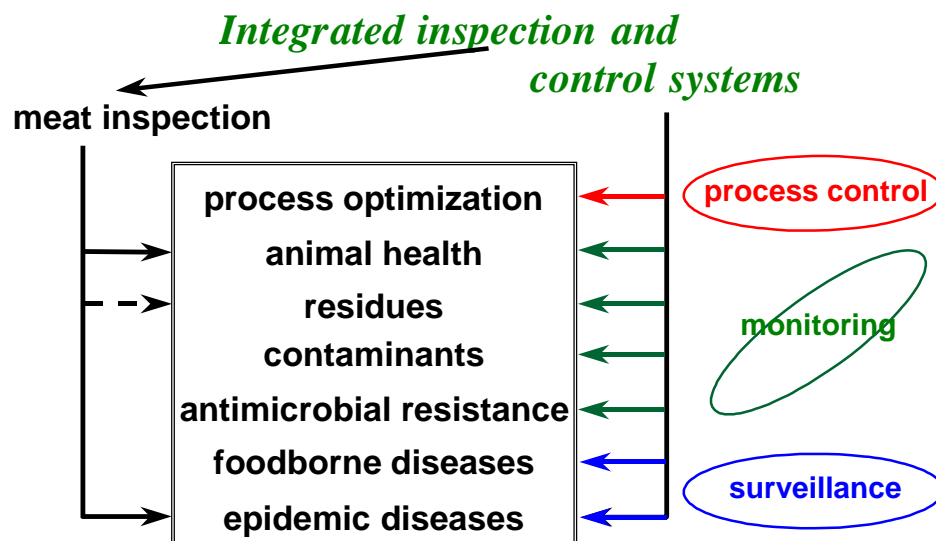 Integrated inspection and
control systems
meat inspection
process optimization
process control
animal health
residues
monitoring
contaminants
antimicrobial resistance
foodborne diseases
surveillance
epidemic diseases